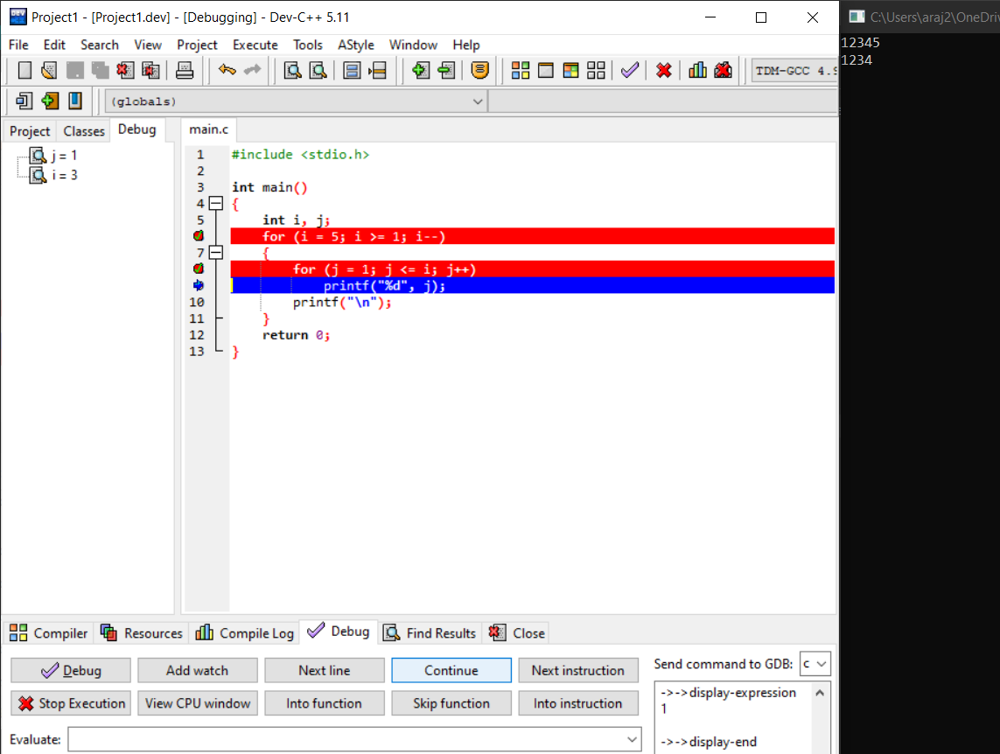 Project1 - [Project1.dev] - [Debugging] - Dev-C++ 5.11
File Edit Search View Project Execute Tools AStyle Window Help
TDM-GCC 4.9
(globals)
Project Classes Debug
j = 1
i = 3
main.c
1 #include <stdio.h>
2
3 int main()
4 {
5 int i, j;
for (i = 5; i >= 1; i--)
7 {
for (j = 1; j <= i; j++)
printf("%d", j);
10 printf("\n");
11 }
12 return 0;
13 }
C:\Users\araj2\OneDriv
12345
1234
Compiler Resources Compile Log Debug Find Results Close
Debug Add watch Next line Continue Next instruction
Stop Execution View CPU window Into function Skip function Into instruction
Evaluate:
Send command to GDB: c
->->display-expression
1
->->display-end